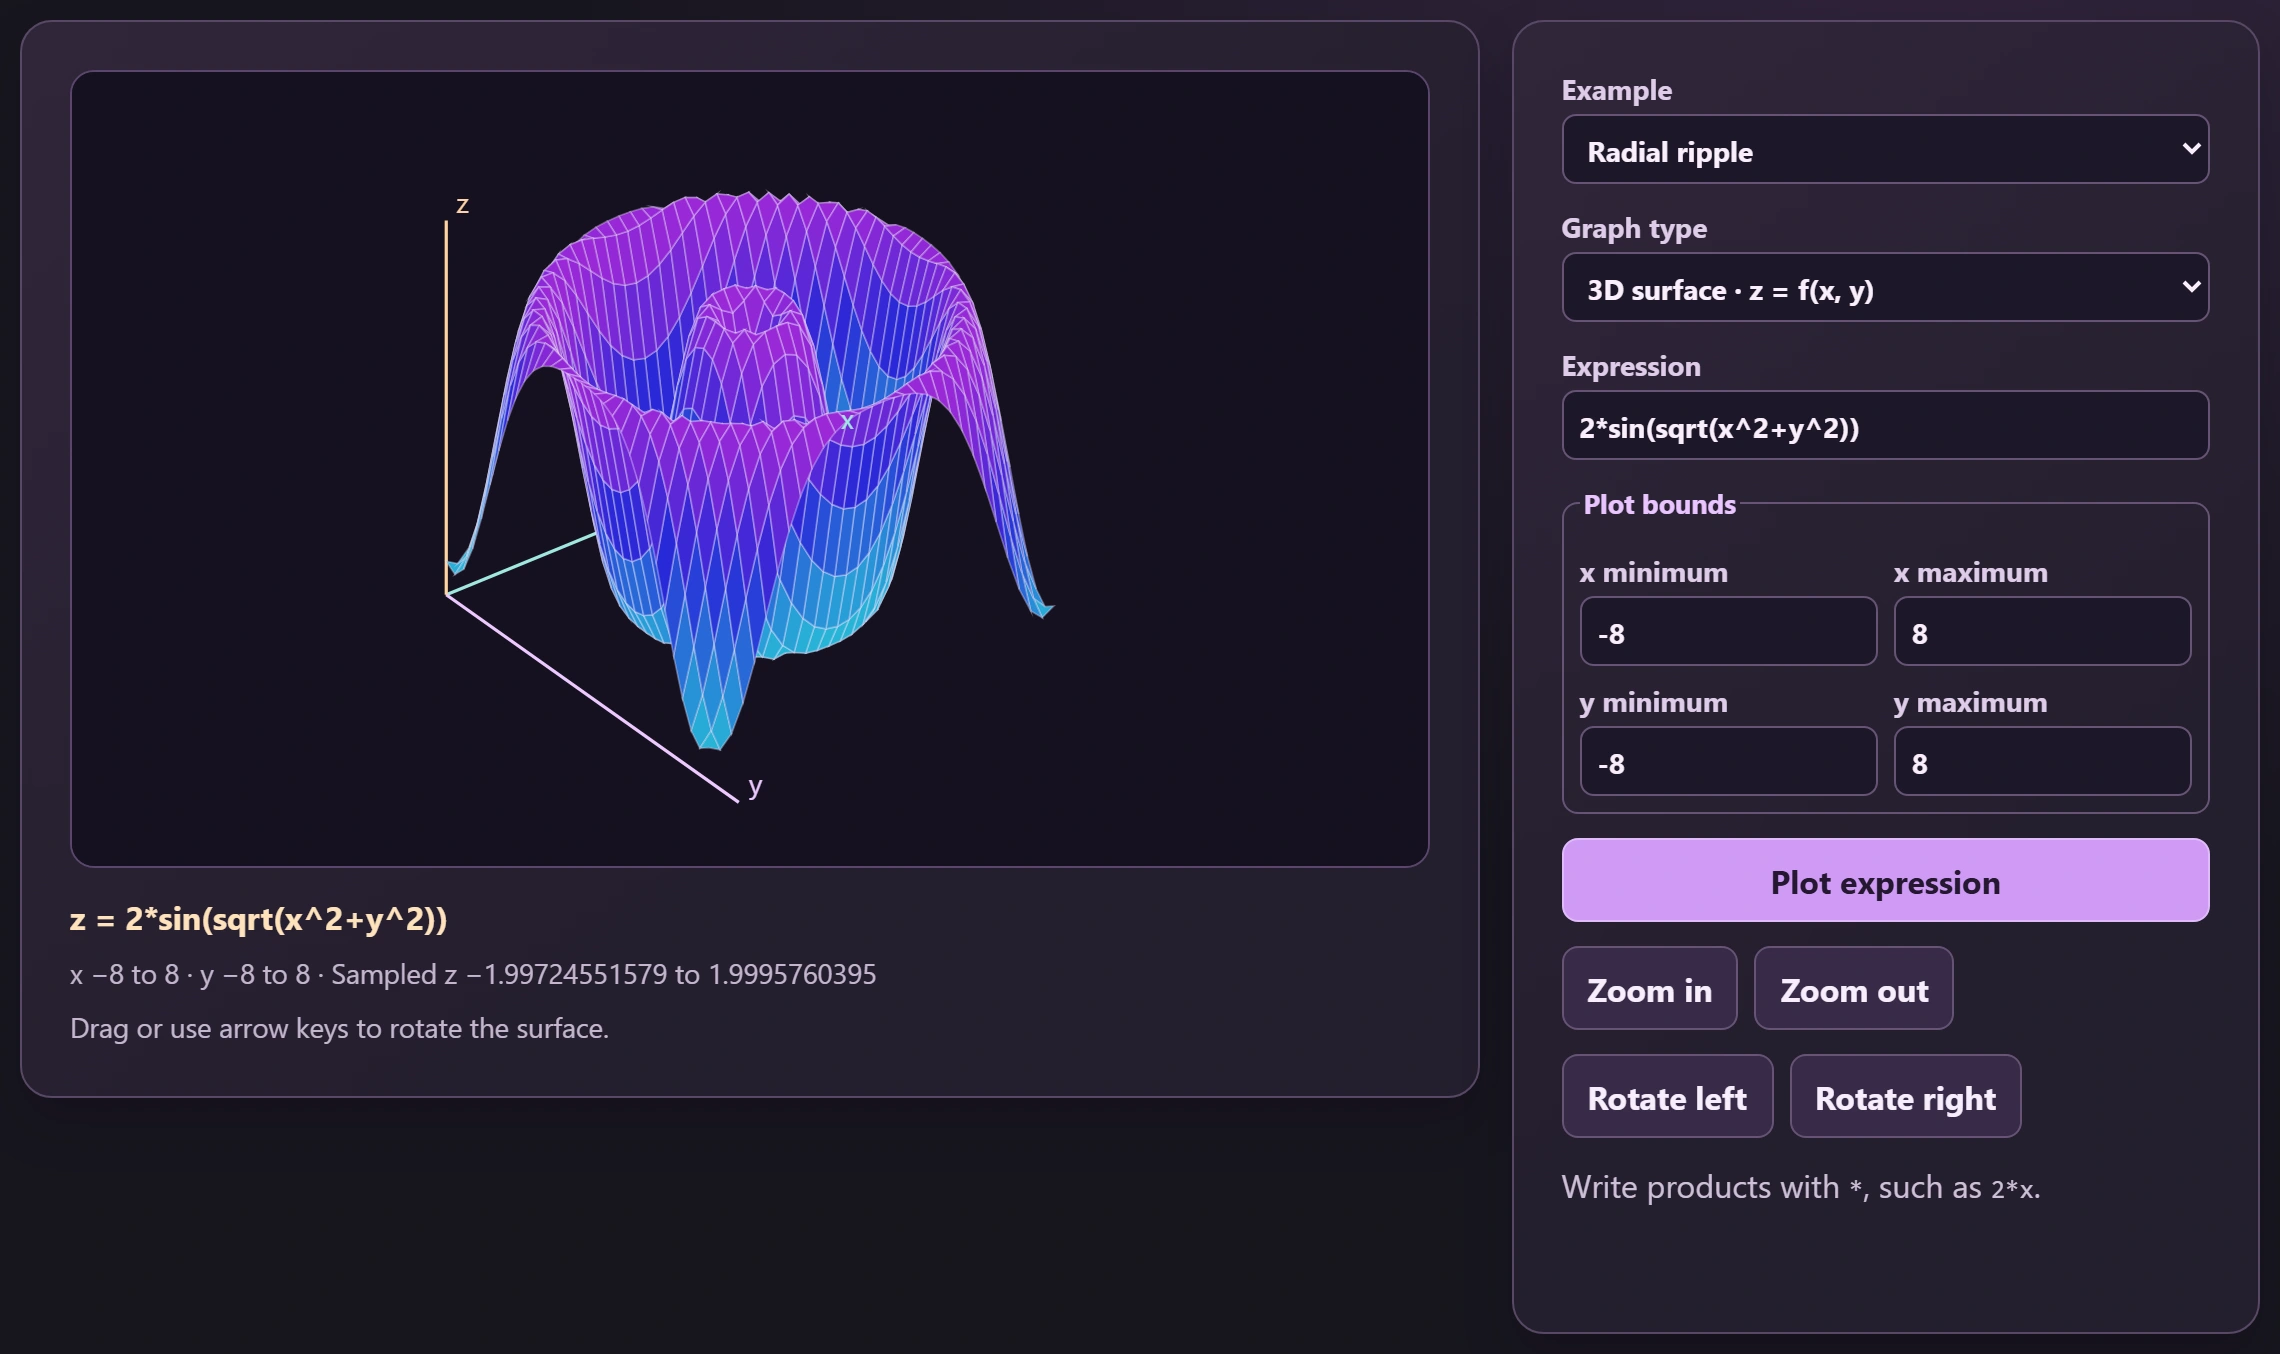 z
x
y
z = 2*sin(sqrt(x^2+y^2))
x −8 to 8 · y −8 to 8 · Sampled z −1.99724551579 to 1.9995760395
Drag or use arrow keys to rotate the surface.
Example
Radial ripple
Graph type
3D surface · z = f(x, y)
Expression
2*sin(sqrt(x^2+y^2))
Plot bounds
x minimum x maximum
-8 8
y minimum y maximum
-8 8
Plot expression
Zoom in Zoom out
Rotate left Rotate right
Write products with *, such as 2*x.